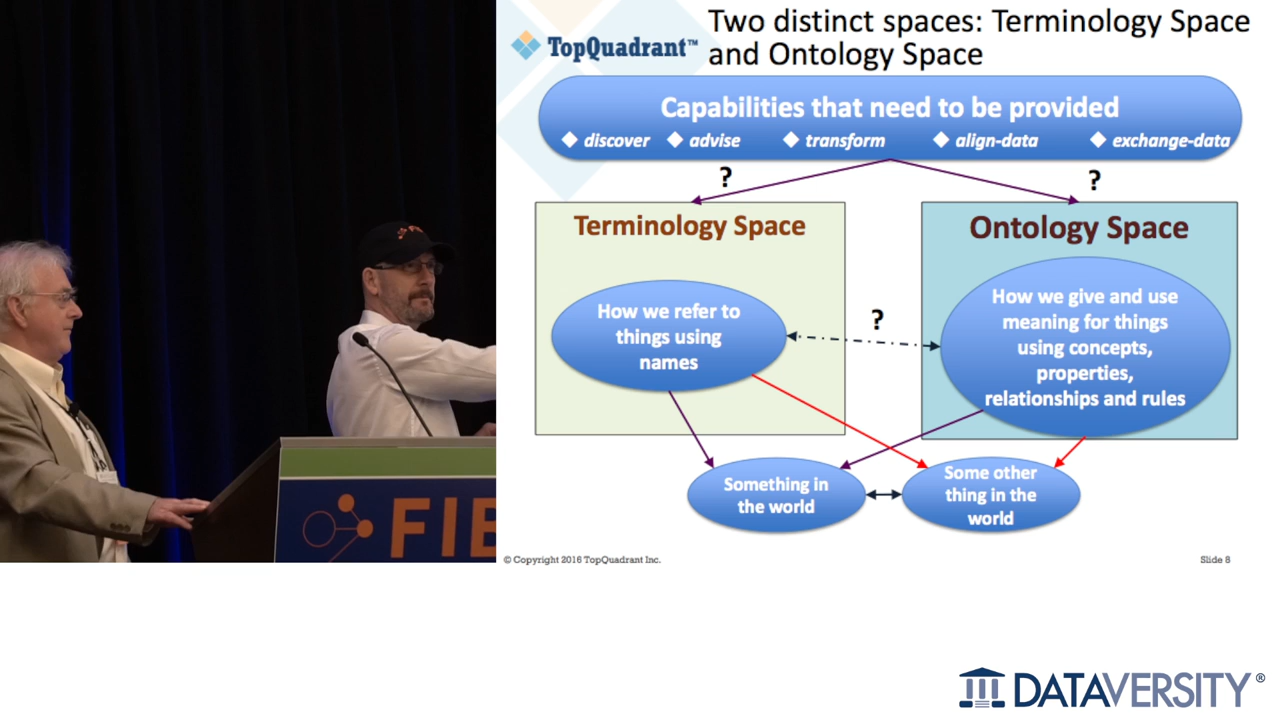 TopQuadrant™
Two distinct spaces: Terminology Space
and Ontology Space
Capabilities that need to be provided
discover
advise
transform
align-data
exchange-data
?
?
Terminology Space
Ontology Space
How we refer to
things using
names
?
How we give and use
meaning for things
using concepts,
properties,
relationships and rules
Something in
the world
Some other
thing in the
world
FIB
© Copyright 2016 TopQuadrant Inc.
Slide 8
DATAVERSITY®